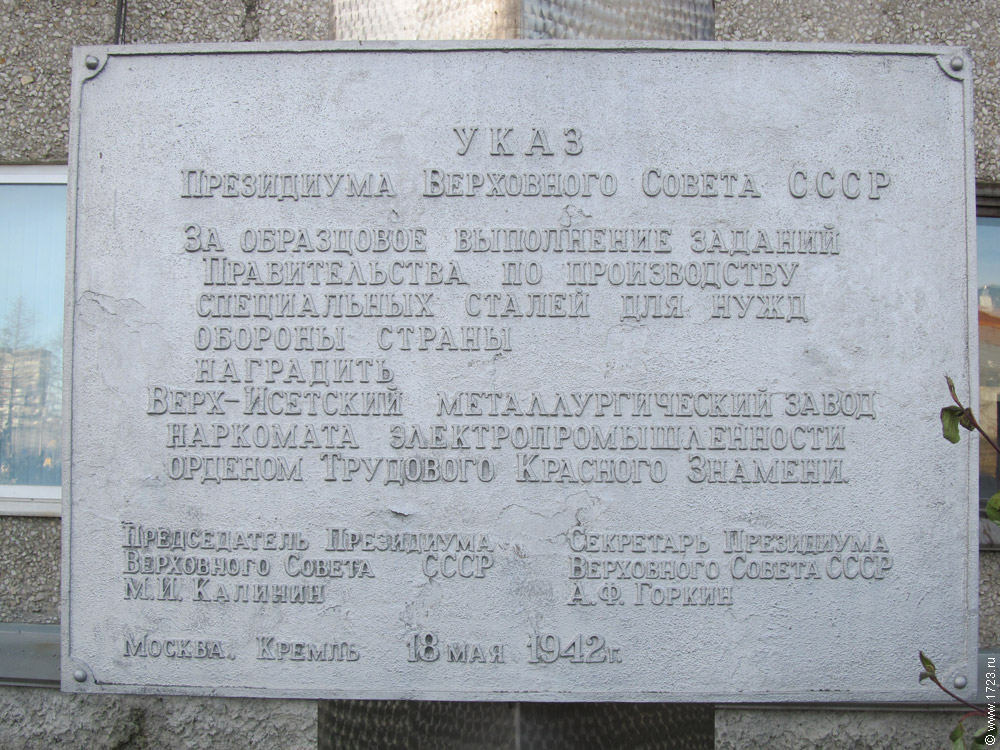 УКАЗ
ПРЕЗИДИУМА ВЕРХОВНОГО СОВЕТА СССР
ЗА ОБРАЗЦОВОЕ ВЫПОЛНЕНИЕ ЗАДАНИЙ
ПРАВИТЕЛЬСТВА ПО ПРОИЗВОДСТВУ
СПЕЦИАЛЬНЫХ СТАЛЕЙ ДЛЯ НУЖД
ОБОРОНЫ СТРАНЫ
НАГРАДИТЬ
ВЕРХ-ИСЕТСКИЙ МЕТАЛЛУРГИЧЕСКИЙ ЗАВОД
НАРКОМАТА ЭЛЕКТРОПРОМЫШЛЕННОСТИ
ОРДЕНОМ ТРУДОВОГО КРАСНОГО ЗНАМЕНИ.
ПРЕДСЕДАТЕЛЬ ПРЕЗИДИУМА
ВЕРХОВНОГО СОВЕТА СССР
М.И. КАЛИНИН
СЕКРЕТАРЬ ПРЕЗИДИУМА
ВЕРХОВНОГО СОВЕТА СССР
А.Ф. ГОРКИН
МОСКВА. КРЕМЛЬ 18 МАЯ 1942г.
© www.1723.ru